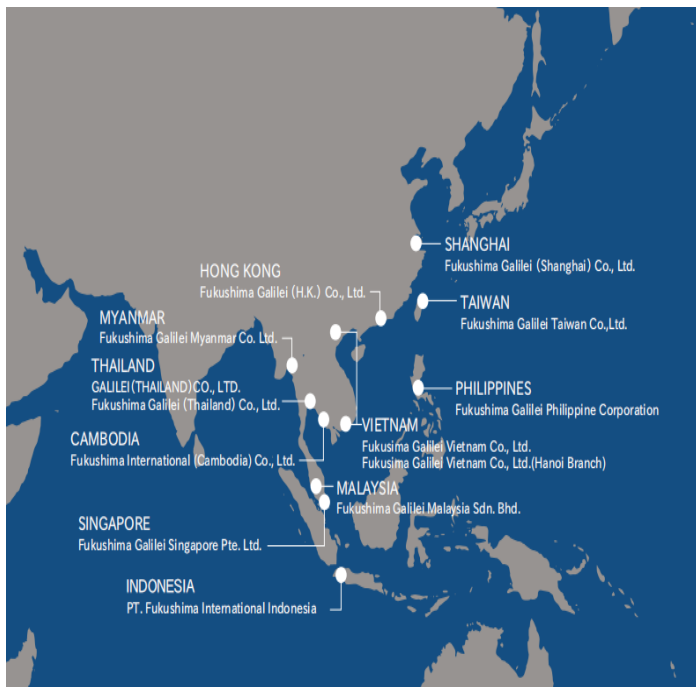 SHANGHAI
Fukushima Galilei (Shanghai) Co., Ltd.
HONG KONG
Fukushima Galilei (H.K.) Co., Ltd.
TAIWAN
Fukushima Galilei Taiwan Co.,Ltd.
MYANMAR
Fukushima Galilei Myanmar Co. Ltd.
THAILAND
GALILEI(THAILAND)CO., LTD.
Fukushima Galilei (Thailand) Co., Ltd.
PHILIPPINES
Fukushima Galilei Philippine Corporation
CAMBODIA
Fukushima International (Cambodia) Co., Ltd.
VIETNAM
Fukusima Galilei Vietnam Co., Ltd.
Fukusima Galilei Vietnam Co., Ltd.(Hanoi Branch)
MALAYSIA
Fukushima Galilei Malaysia Sdn. Bhd.
SINGAPORE
Fukushima Galilei Singapore Pte. Ltd.
INDONESIA
PT. Fukushima International Indonesia